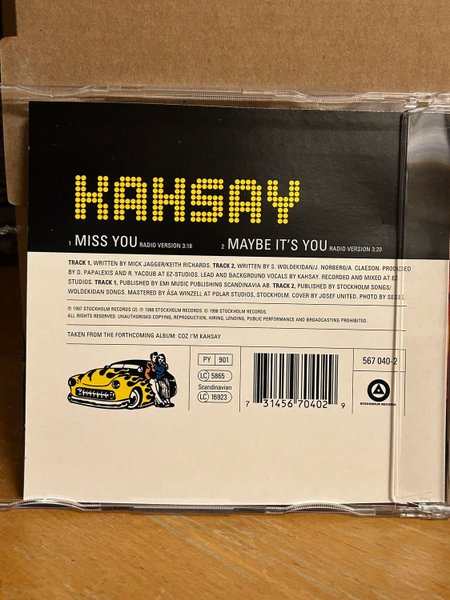 KAHSAY
1 MISS YOU RADIO VERSION 3:18 2 MAYBE IT'S YOU RADIO VERSION 3:20
TRACK 1, WRITTEN BY MICK JAGGER/KEITH RICHARDS. TRACK 2, WRITTEN BY S. WOLDEKIDAN/J. NORBERG/A. CLAESON. PRODUCED
BY D. PAPALEXIS AND R. YACOUB AT EZ-STUDIOS. LEAD AND BACKGROUND VOCALS BY KAHSAY. RECORDED AND MIXED AT EZ
STUDIOS. TRACK 1, PUBLISHED BY EMI MUSIC PUBLISHING SCANDINAVIA AB. TRACK 2, PUBLISHED BY STOCKHOLM SONGS/
WOLDEKIDAN SONGS. MASTERED BY ÅSA WINZELL AT POLAR STUDIOS, STOCKHOLM. COVER BY JOSEF UNITED. PHOTO BY
℗ 1997 STOCKHOLM RECORDS (2). ℗ 1998 STOCKHOLM RECORDS. © 1998 STOCKHOLM RECORDS.
ALL RIGHTS RESERVED. UNAUTHORISED COPYING, REPRODUCTION, HIRING, LENDING, PUBLIC PERFORMANCE AND BROADCASTING PROHIBITED.
TAKEN FROM THE FORTHCOMING ALBUM: COZ I'M KAHSAY
PY 901
LC 5865
Scandinavian
LC 16923
7 31456 70402 9
567 040-2
STOCKHOLM RECORDS